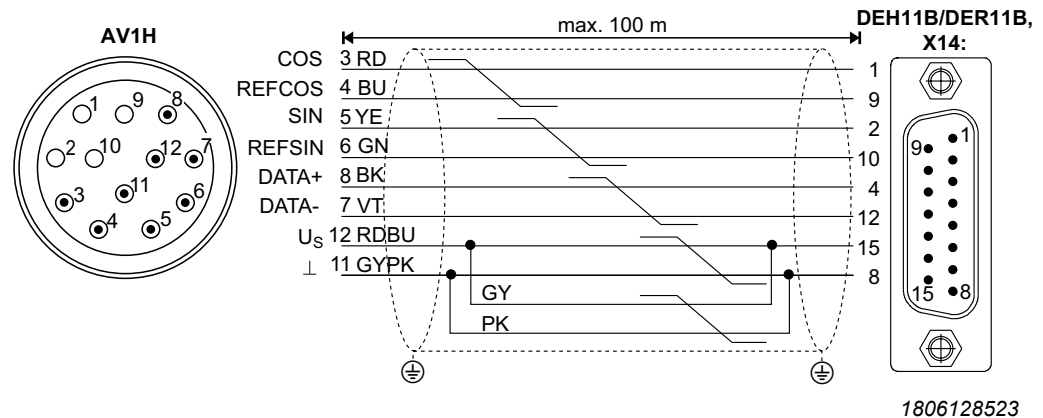 AV1H
max. 100 m
DEH11B/DER11B,
X14:
COS 3 RD 1
REFCOS 4 BU 9
SIN 5 YE 2
REFSIN 6 GN 10
DATA+ 8 BK 4
DATA- 7 VT 12
US 12 RDBU 15
⊥ 11 GYPK 8
GY
PK
1 9 8
2 10 12 7
3 11 6
4 5
1
9
15 8
1806128523